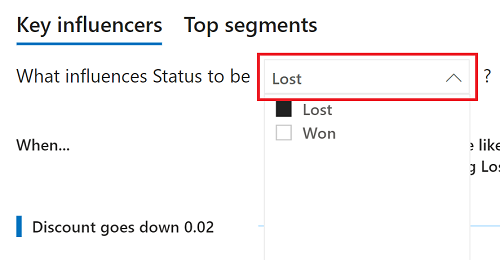 Key influencers Top segments
What influences Status to be Lost ?
Lost
Won
When... like
g Los
Discount goes down 0.02